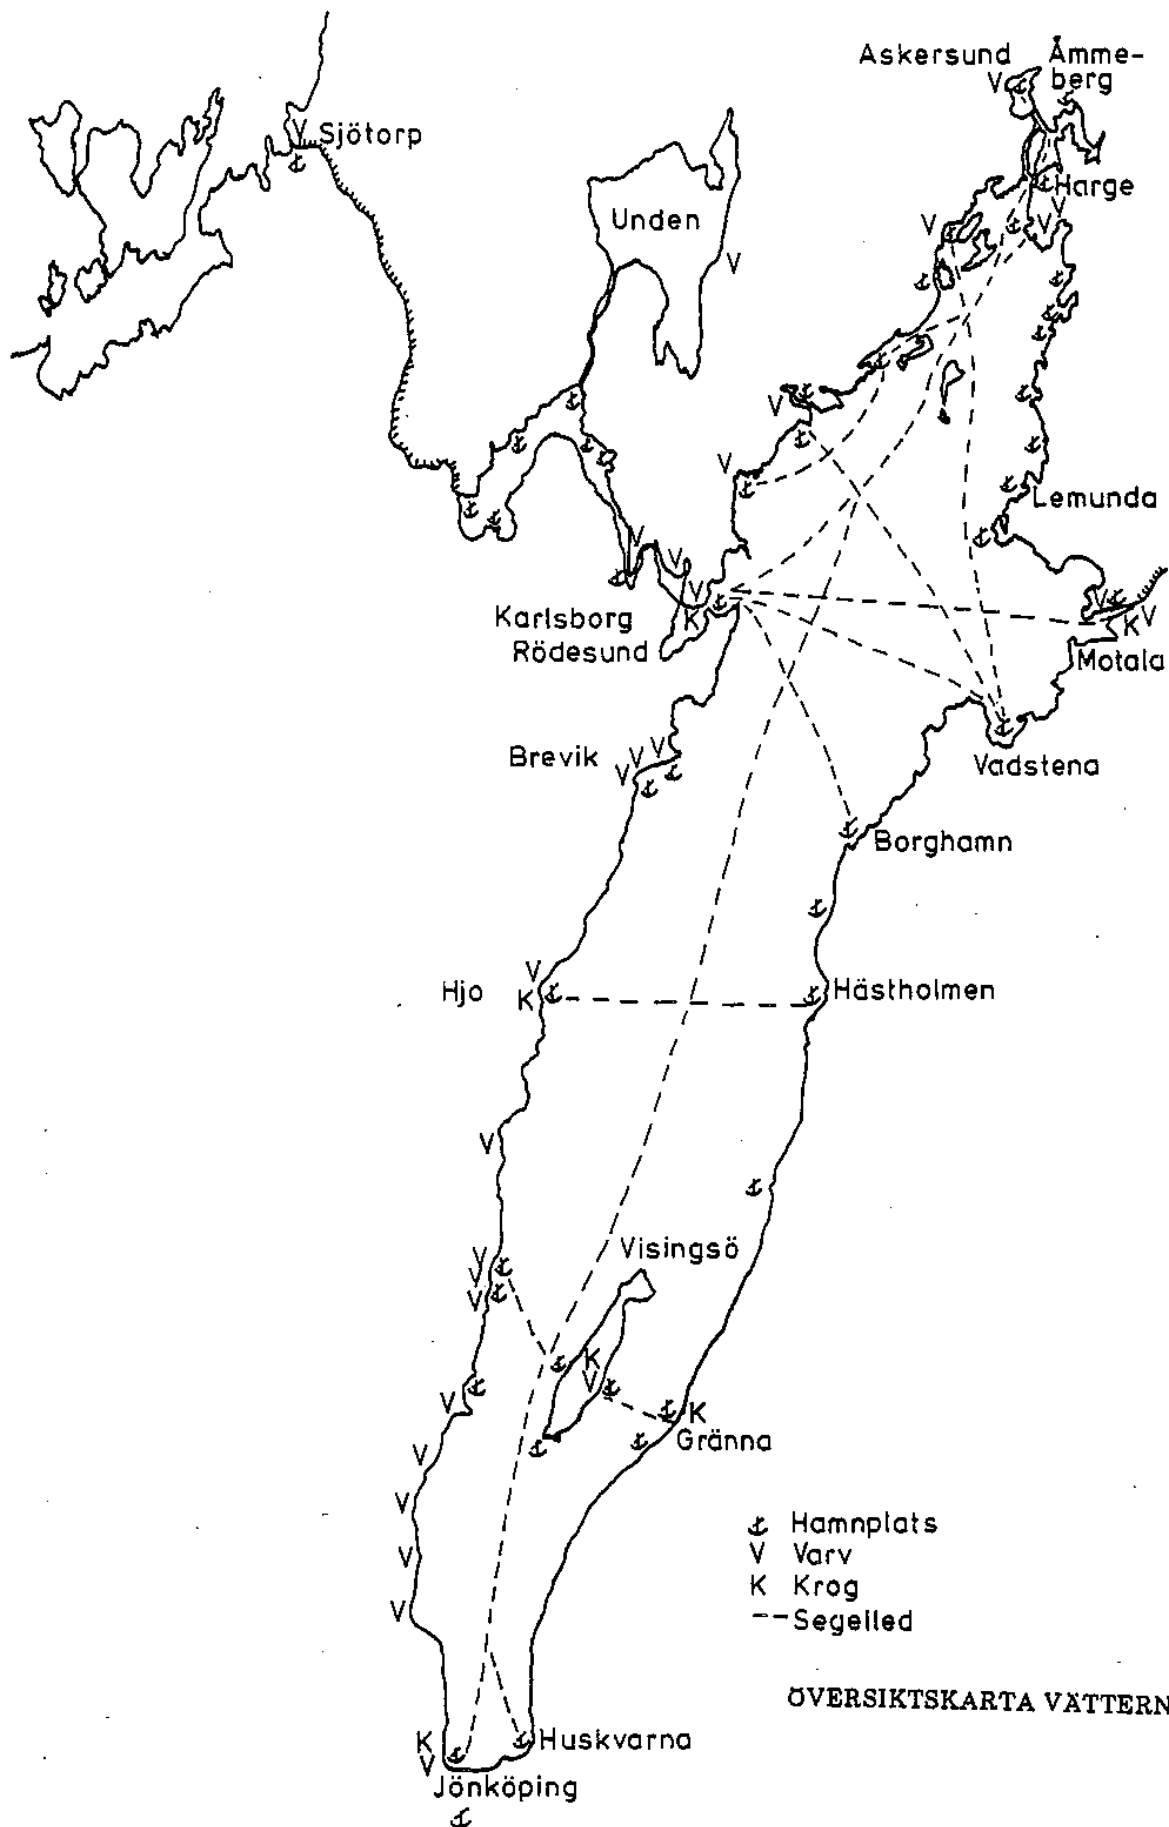 Askersund Åmme-
V berg
V Sjötorp
Harge
V
V V
Unden
V
V
V
Lemunda
V V
V
V K V
Karlsborg K
Rödesund
Motala
Brevik V V V
Vadstena
Borghamn
V
Hjo K
Hästholmen
V
Visingsö
V
V
V
K
V
V
K
Gränna
V
V
V
V
Hamnplats
V Varv
K Krog
--- Segelled
ÖVERSIKTSKARTA VÄTTERN
K
V
Huskvarna
Jönköping